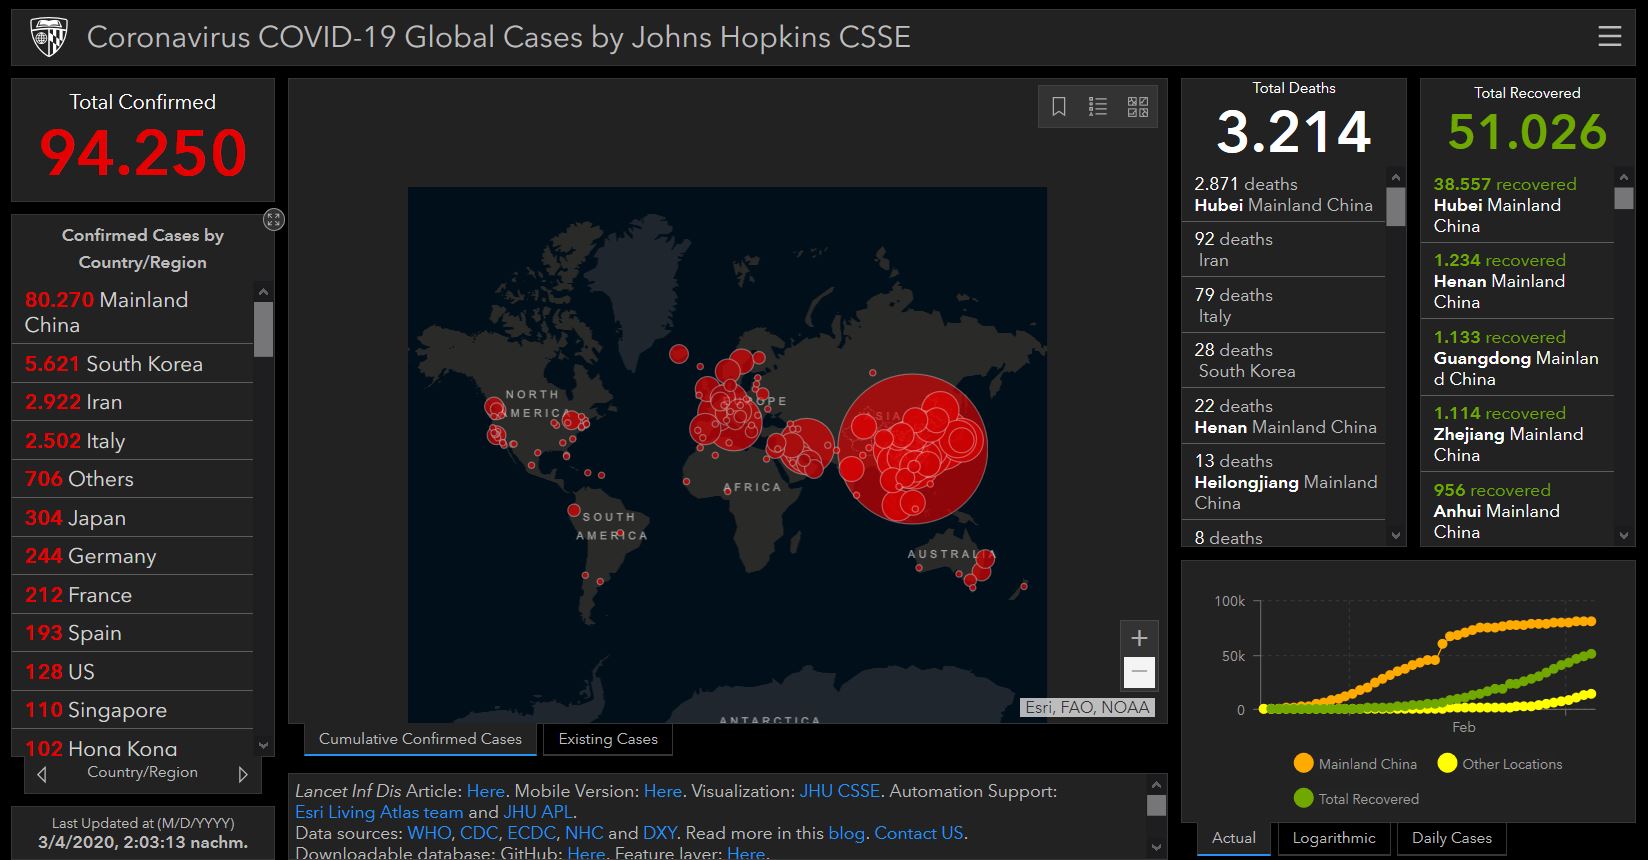 Coronavirus COVID-19 Global Cases by Johns Hopkins CSSE
Total Confirmed
94.250
Confirmed Cases by
Country/Region
80.270 Mainland
China
5.621 South Korea
2.922 Iran
2.502 Italy
706 Others
304 Japan
244 Germany
212 France
193 Spain
128 US
110 Singapore
102 Hong Kong
Country/Region
Last Updated at (M/D/YYYY)
3/4/2020, 2:03:13 nachm.
NORTH
AMERICA
EUROPE
ASIA
AFRICA
SOUTH
AMERICA
AUSTRALIA
ANTARCTICA
+
−
Esri, FAO, NOAA
Cumulative Confirmed Cases
Existing Cases
Lancet Inf Dis Article: Here. Mobile Version: Here. Visualization: JHU CSSE. Automation Support:
Esri Living Atlas team and JHU APL.
Data sources: WHO, CDC, ECDC, NHC and DXY. Read more in this blog. Contact US.
Downloadable database: GitHub: Here. Feature layer: Here.
Total Deaths
3.214
2.871 deaths
Hubei Mainland China
92 deaths
Iran
79 deaths
Italy
28 deaths
South Korea
22 deaths
Henan Mainland China
13 deaths
Heilongjiang Mainland
China
8 deaths
Total Recovered
51.026
38.557 recovered
Hubei Mainland
China
1.234 recovered
Henan Mainland
China
1.133 recovered
Guangdong Mainlan
d China
1.114 recovered
Zhejiang Mainland
China
956 recovered
Anhui Mainland
China
100k
50k
0
Feb
Mainland China
Other Locations
Total Recovered
Actual
Logarithmic
Daily Cases